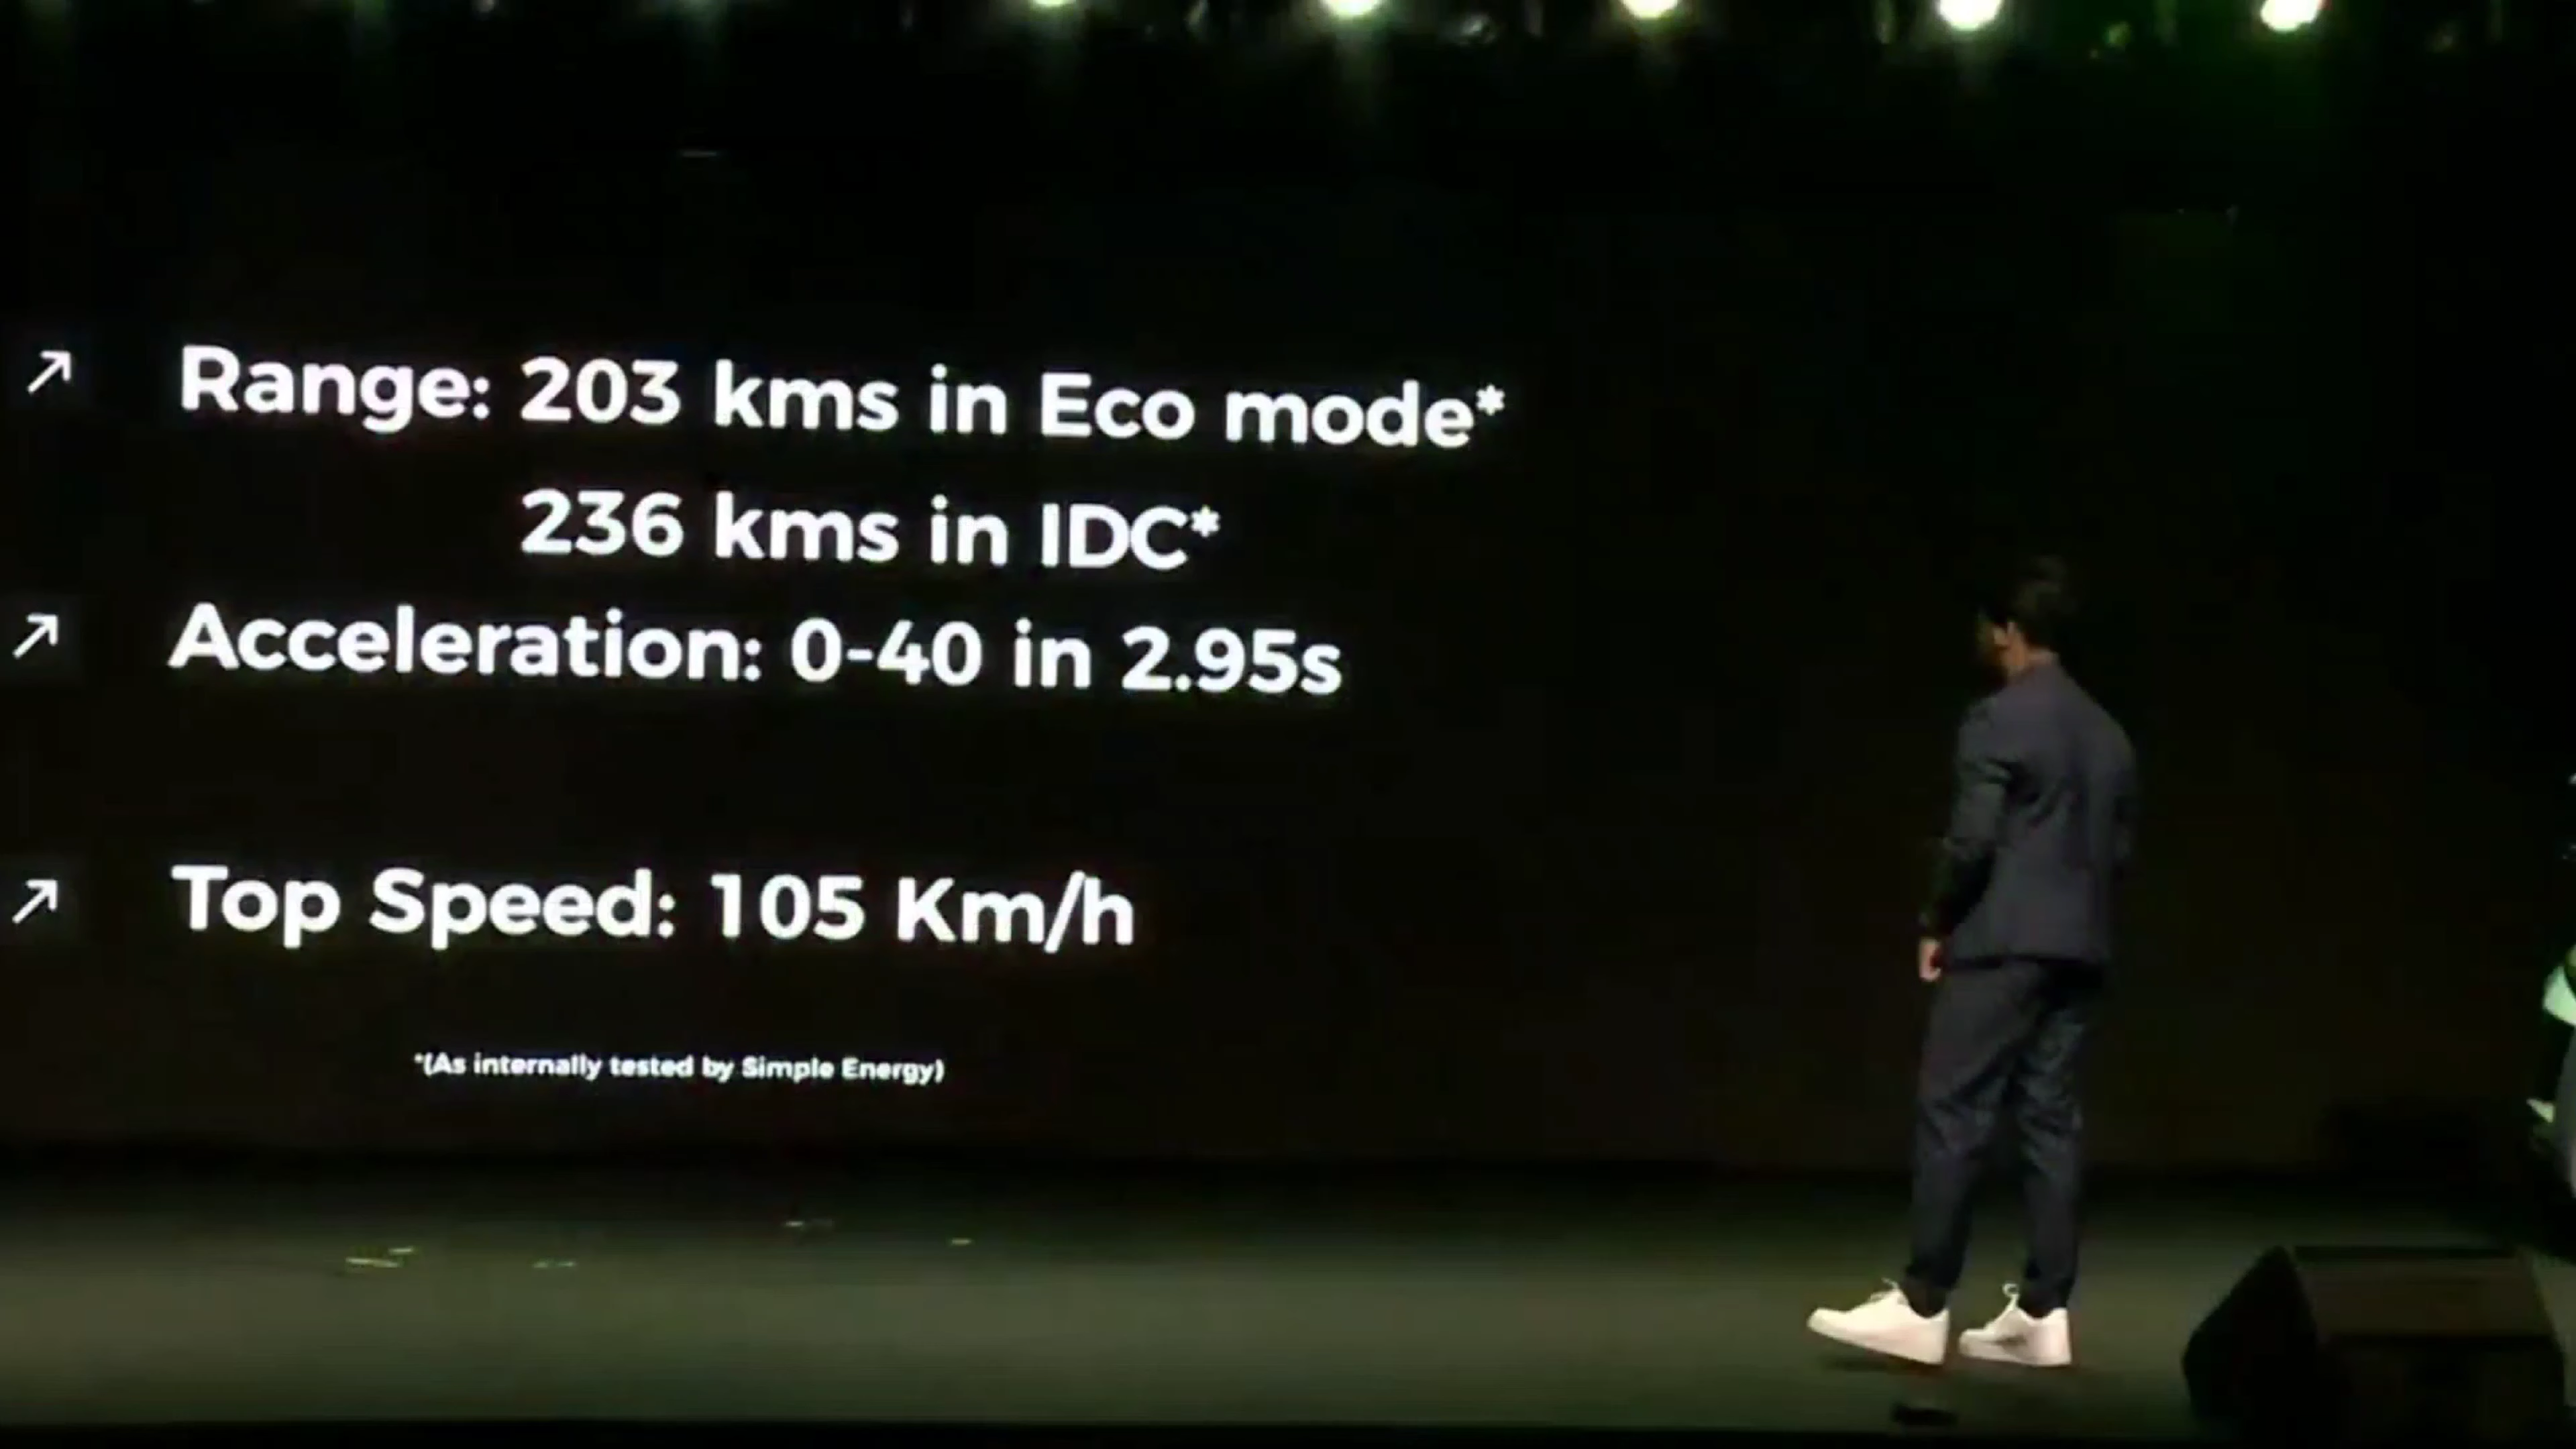 Range: 203 kms in Eco mode*
236 kms in IDC*
Acceleration: 0-40 in 2.95s
Top Speed: 105 Km/h
*(As internally tested by Simple Energy)